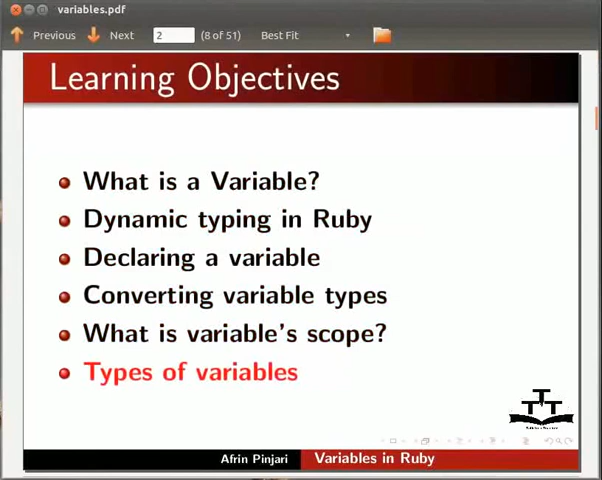 variables.pdf
Previous Next 2 (8 of 51) Best Fit
Learning Objectives
What is a Variable?
Dynamic typing in Ruby
Declaring a variable
Converting variable types
What is variable's scope?
Types of variables
Afrin Pinjari Variables in Ruby